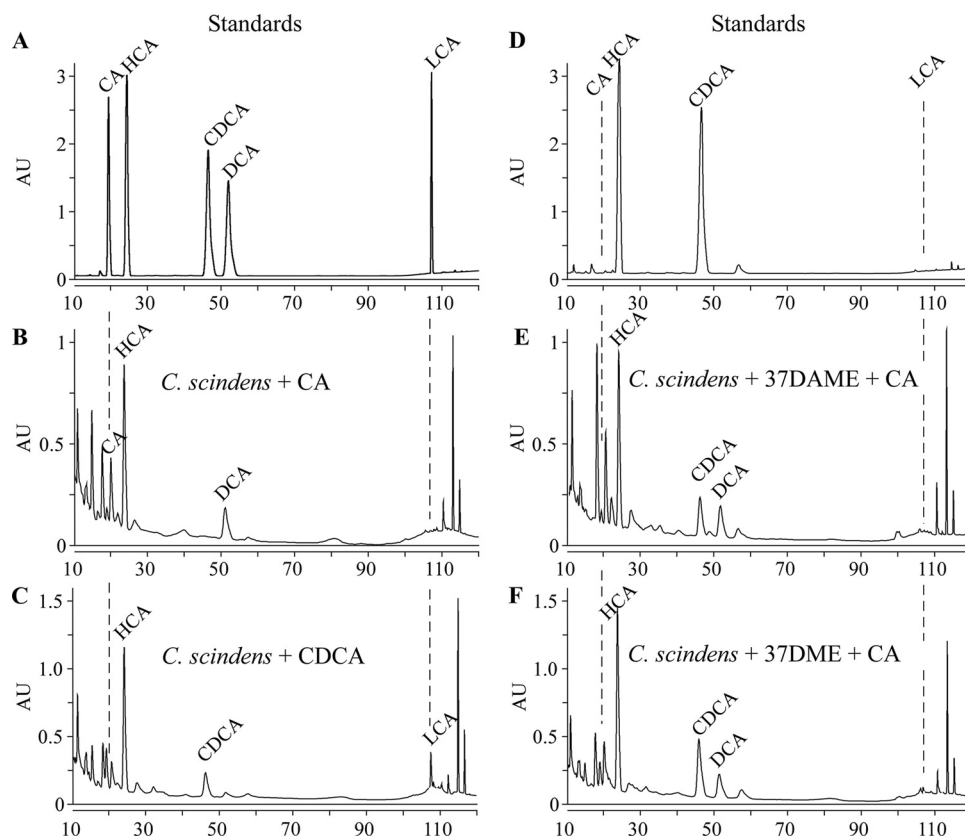 A
Standards
CA
HCA
CDCA
DCA
LCA
AU
3
2
1
0
10 30 50 70 90 110
B
C. scindens + CA
HCA
CA
DCA
AU
1
0.5
0
10 30 50 70 90 110
C
C. scindens + CDCA
HCA
CDCA
LCA
AU
1.5
1.0
0.5
0
10 30 50 70 90 110
D
Standards
CA
HCA
CDCA
LCA
AU
3
2
1
0
10 30 50 70 90 110
E
C. scindens + 37DAME + CA
HCA
CDCA
DCA
AU
1
0.5
0
10 30 50 70 90 110
F
C. scindens + 37DME + CA
HCA
CDCA
DCA
AU
1.5
1.0
0.5
0
10 30 50 70 90 110